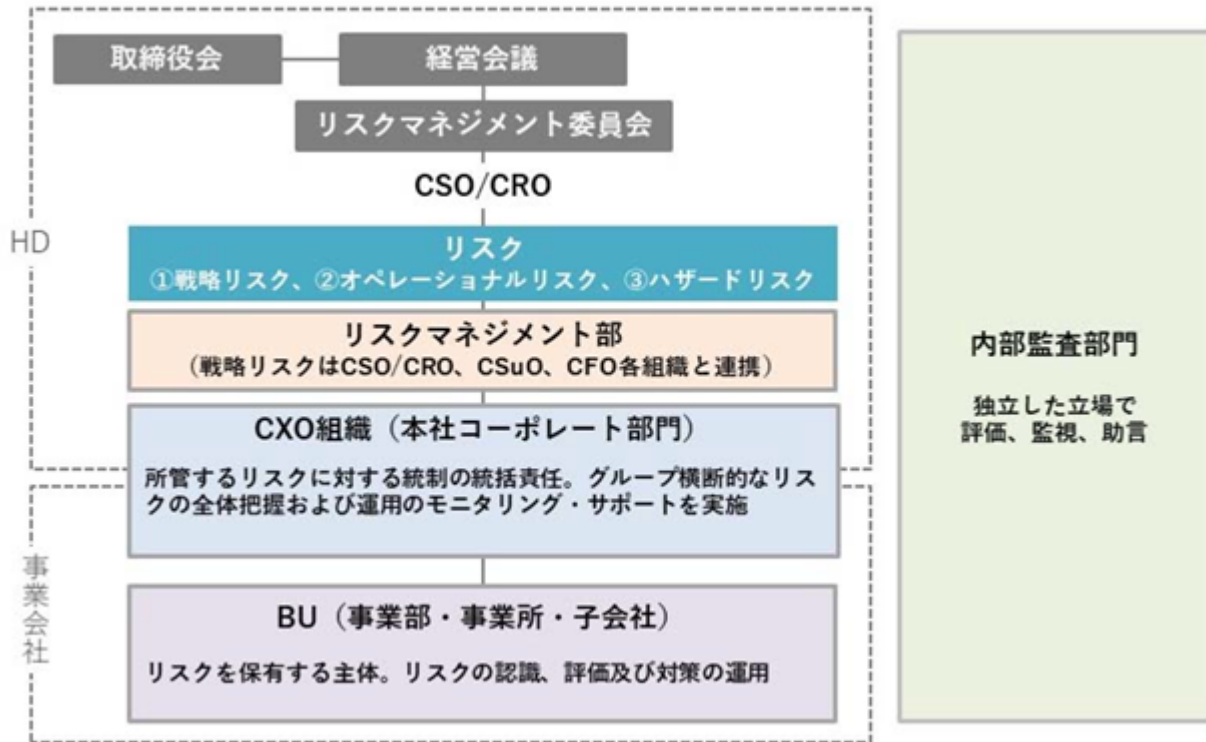 取締役会
経営会議
リスクマネジメント委員会
CSO/CRO
HD
リスク
①戦略リスク、②オペレーショナルリスク、③ハザードリスク
リスクマネジメント部
（戦略リスクはCSO/CRO、CSuO、CFO各組織と連携）
CXO組織（本社コーポレート部門）
所管するリスクに対する統制の統括責任。グループ横断的なリス
クの全体把握および運用のモニタリング・サポートを実施
事業会社
BU（事業部・事業所・子会社）
リスクを保有する主体。リスクの認識、評価及び対策の運用
内部監査部門
独立した立場で
評価、監視、助言